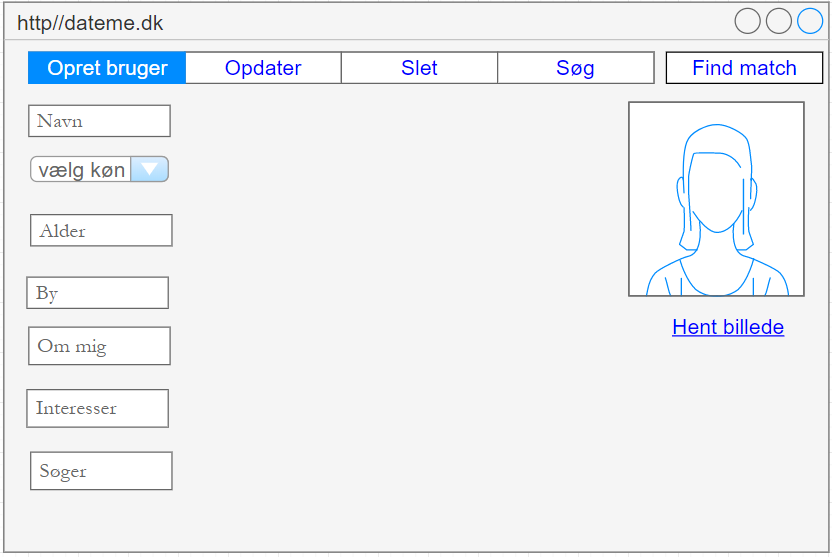 http//dateme.dk
Opret bruger Opdater Slet Søg Find match
Navn
vælg køn
Alder
By
Om mig
Hent billede
Interesser
Søger